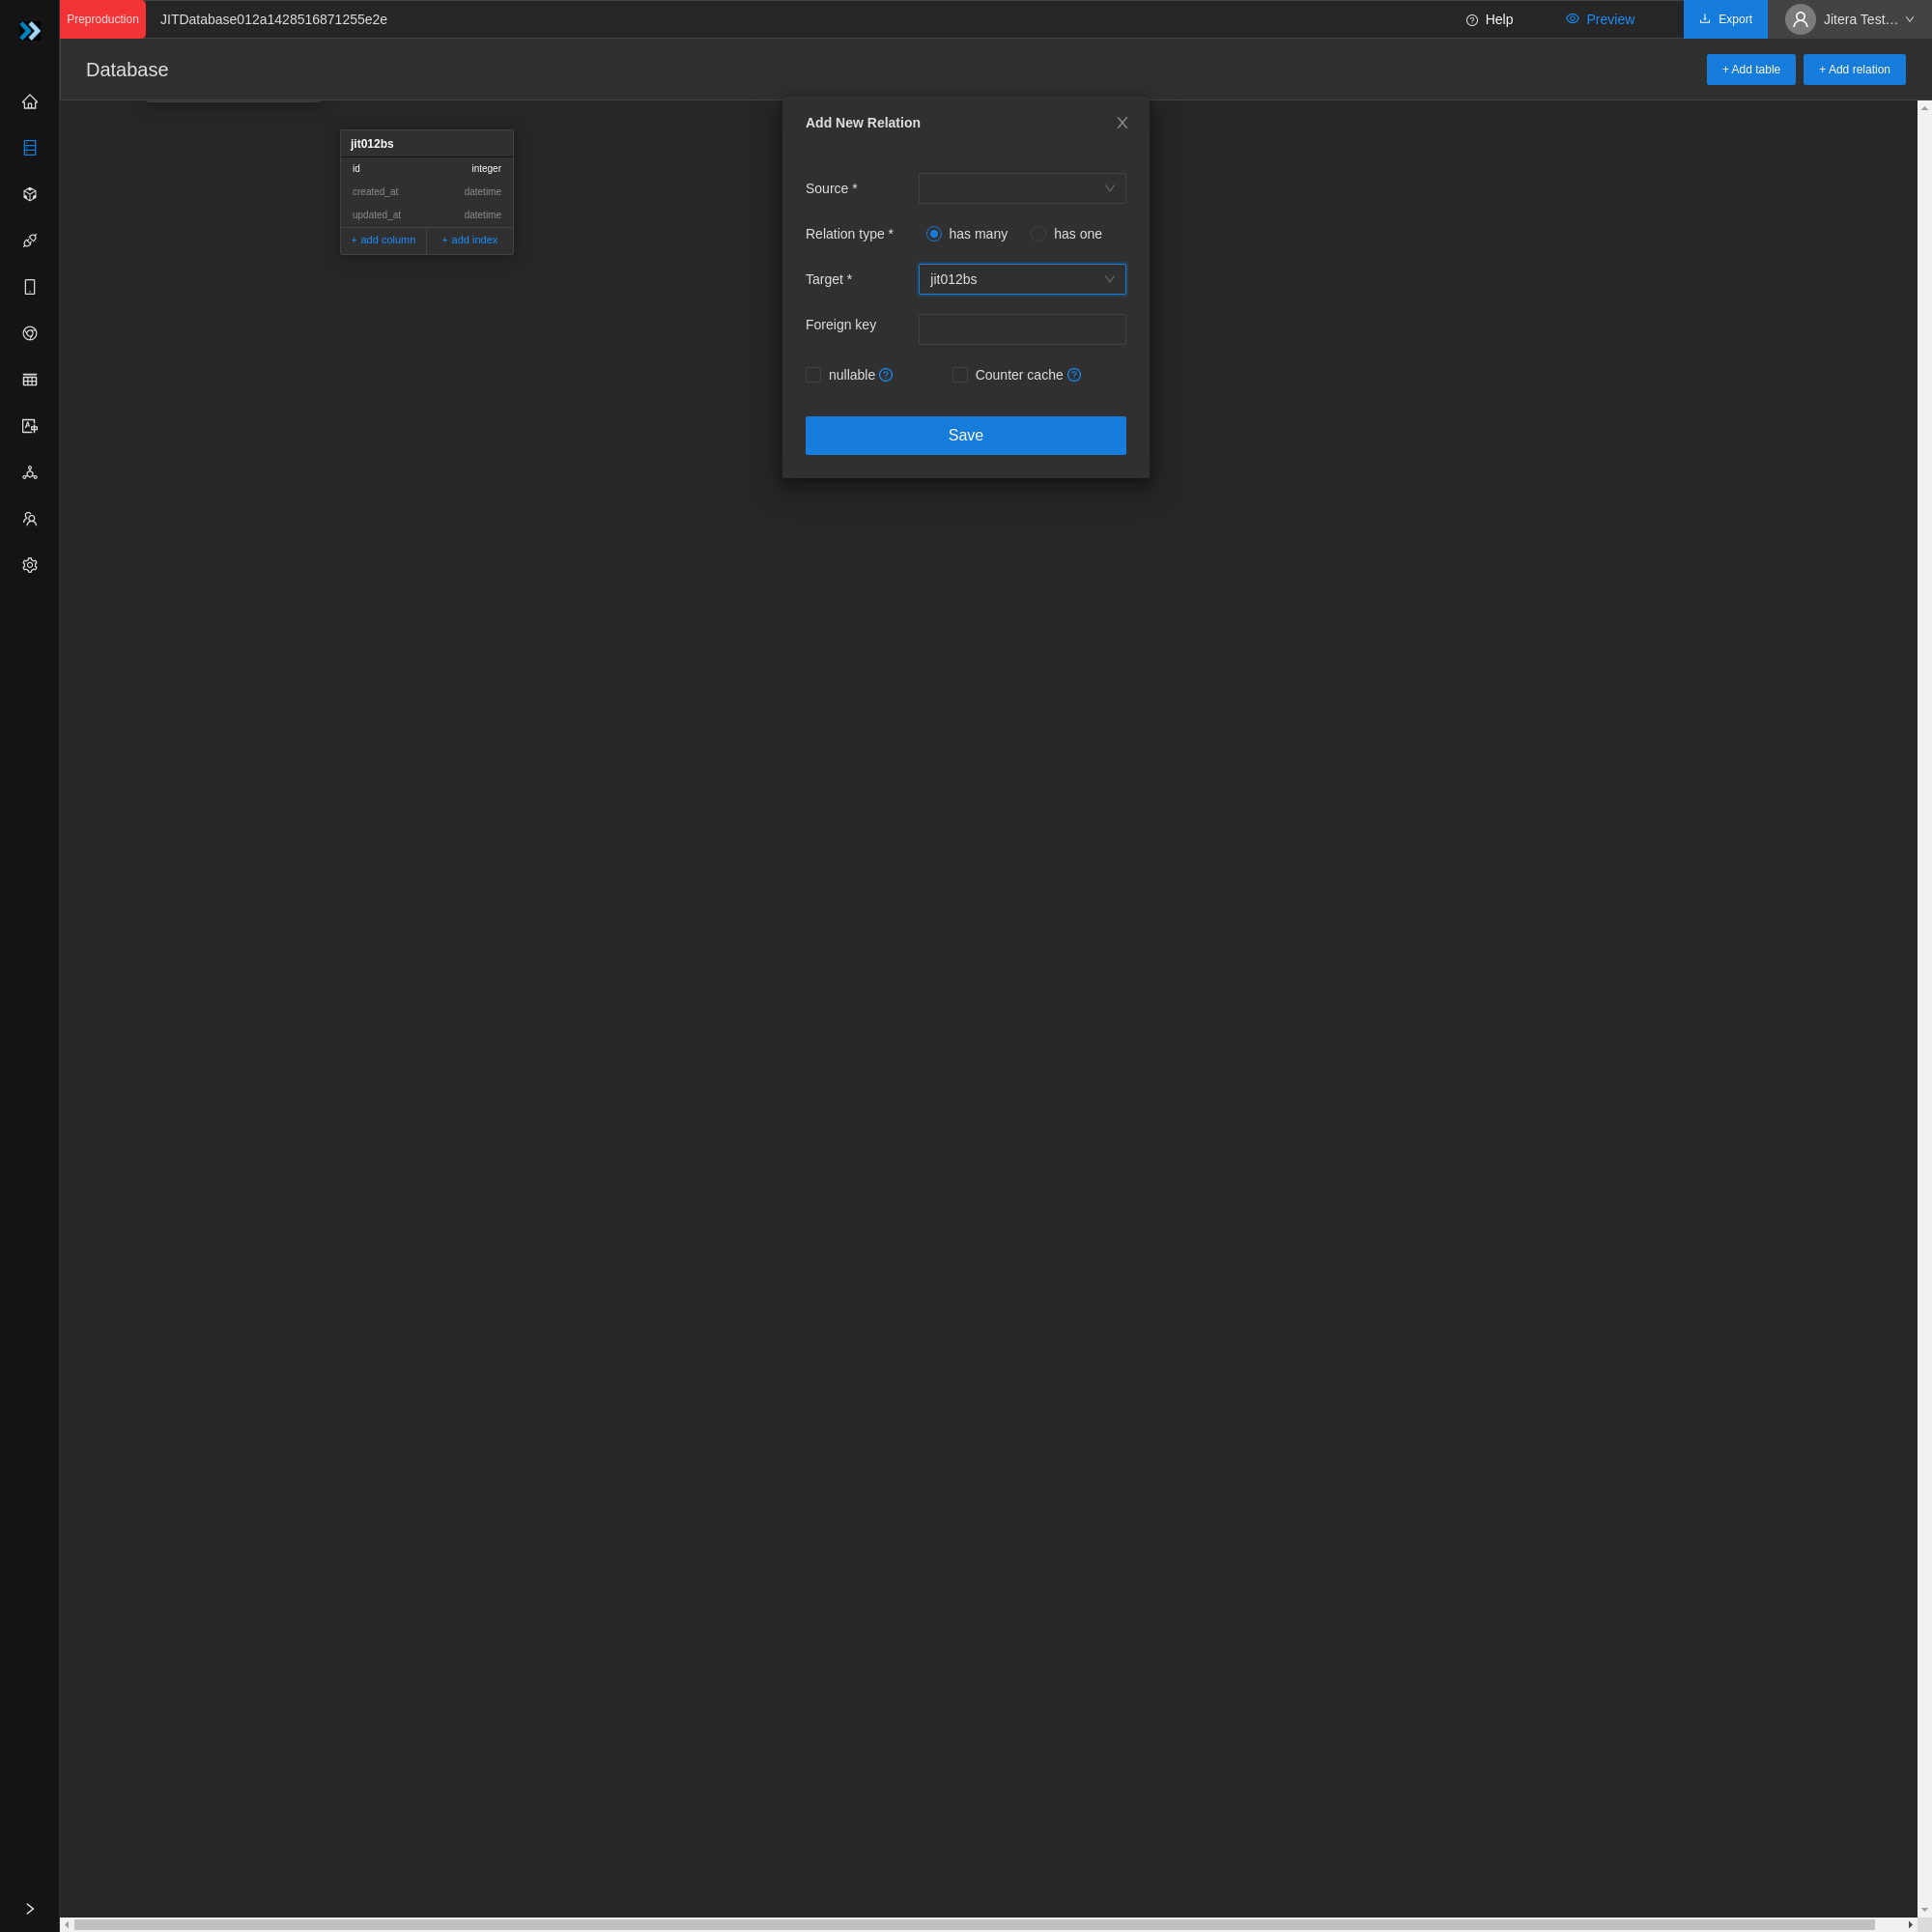 Preproduction JITDatabase012a1428516871255e2e Help Preview Export Jitera Test...
Database + Add table + Add relation
jit012bs
id integer
created_at datetime
updated_at datetime
+ add column + add index
Add New Relation
Source *
Relation type * has many has one
Target * jit012bs
Foreign key
nullable Counter cache
Save